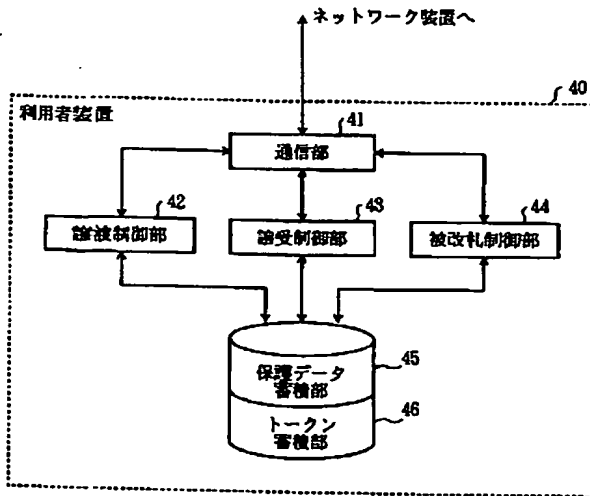 ネットワーク装置へ
40
利用者装置
41
通信部
42
譲渡制御部
43
譲受制御部
44
被改札制御部
45
保護データ
蓄積部
46
トークン
蓄積部